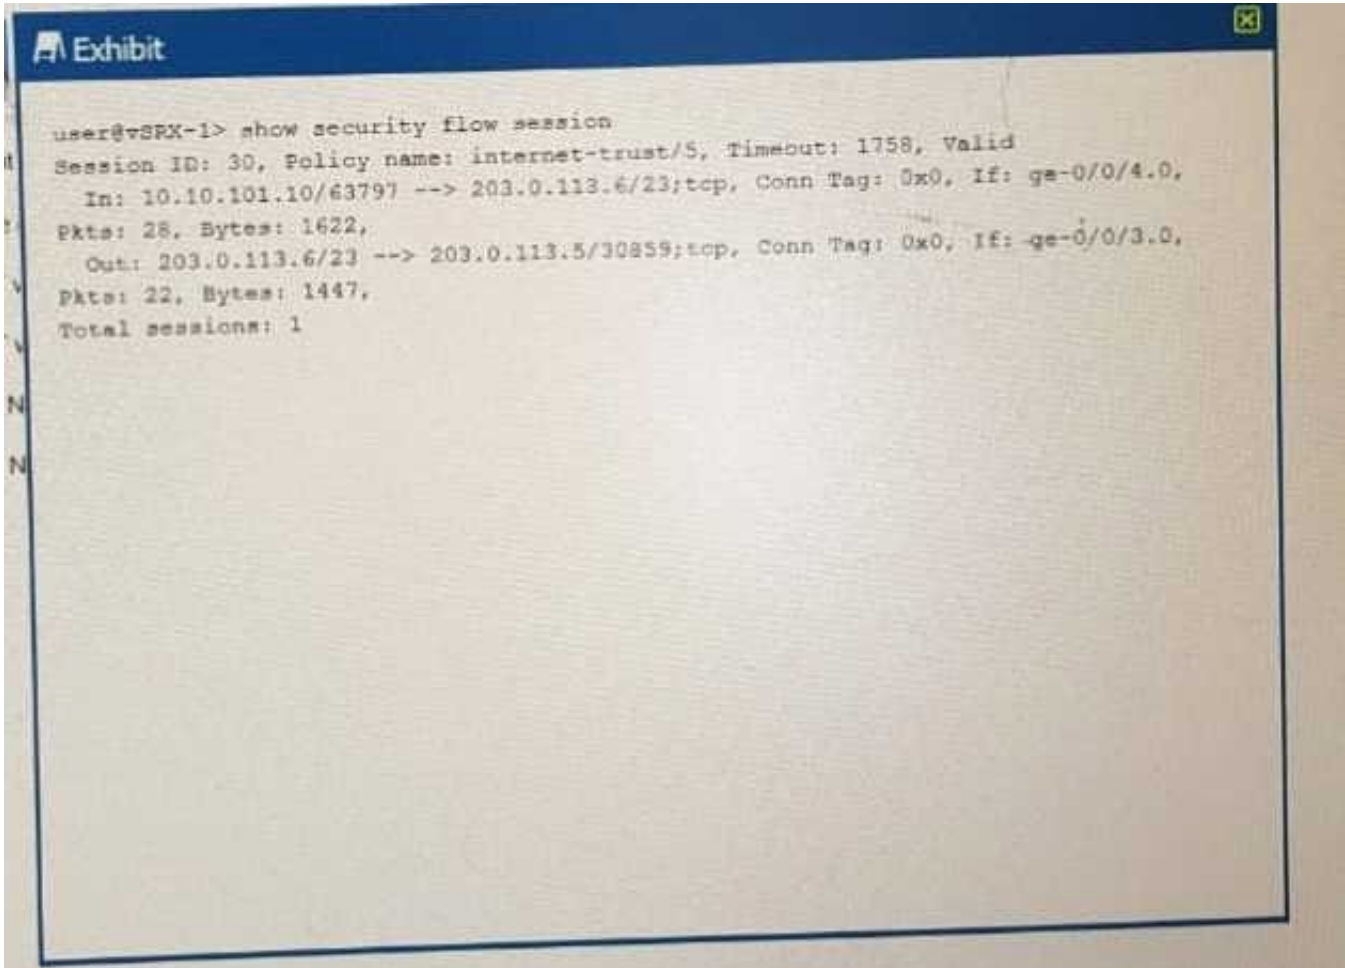 Exhibit
user@vSRX-1> show security flow session
Session ID: 30, Policy name: internet-trust/5, Timeout: 1758, Valid
In: 10.10.101.10/63797 --> 203.0.113.6/23;tcp, Conn Tag: 0x0, If: ge-0/0/4.0,
Pkts: 28, Bytes: 1622,
Out: 203.0.113.6/23 --> 203.0.113.5/30859;tcp, Conn Tag: 0x0, If: ge-0/0/3.0,
Pkts: 22, Bytes: 1447,
Total sessions: 1
N
N